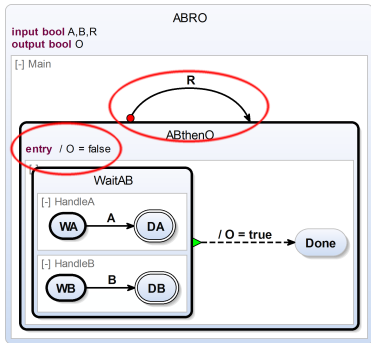 ABRO
input bool A,B,R
output bool O
[-] Main
R
ABthenO
entry / O = false
WaitAB
[-] HandleA
WA
A
DA
/ O = true
Done
[-] HandleB
WB
B
DB